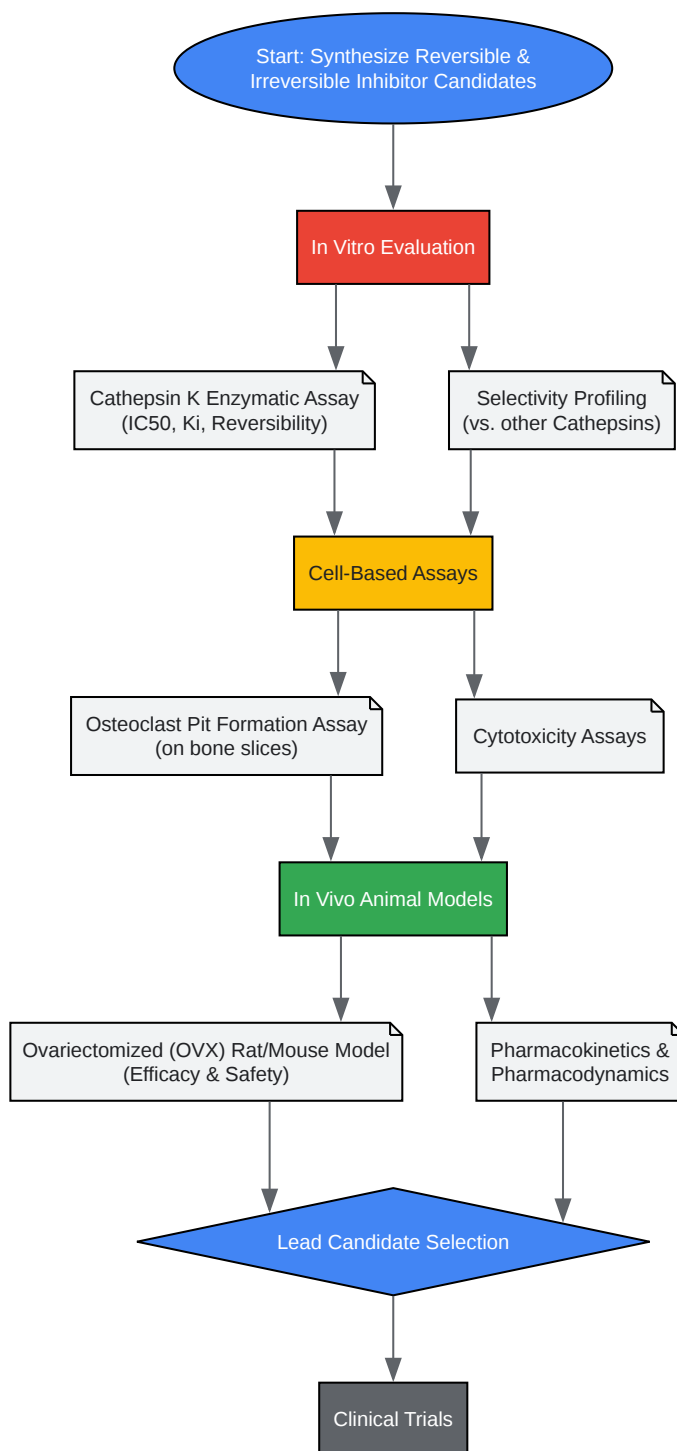 Start: Synthesize Reversible &
Irreversible Inhibitor Candidates
In Vitro Evaluation
Cathepsin K Enzymatic Assay
(IC50, Ki, Reversibility)
Selectivity Profiling
(vs. other Cathepsins)
Cell-Based Assays
Osteoclast Pit Formation Assay
(on bone slices)
Cytotoxicity Assays
In Vivo Animal Models
Ovariectomized (OVX) Rat/Mouse Model
(Efficacy & Safety)
Pharmacokinetics &
Pharmacodynamics
Lead Candidate Selection
Clinical Trials